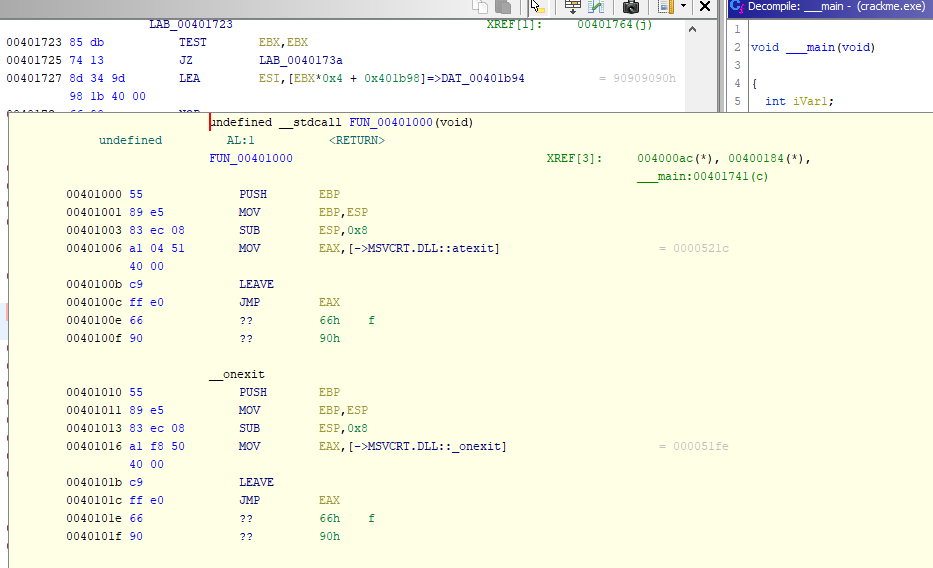 LAB_00401723 XREF[1]: 00401764(j)
00401723 85 db TEST EBX,EBX
00401725 74 13 JZ LAB_0040173a
00401727 8d 34 9d LEA ESI,[EBX*0x4 + 0x401b98]=>DAT_00401b94 = 90909090h
98 1b 40 00
Decompile: ___main - (crackme.exe)
1
2 void ___main(void)
3
4 {
5 int iVar1;
undefined __stdcall FUN_00401000(void)
undefined AL:1 <RETURN>
FUN_00401000 XREF[3]: 004000ac(*), 00400184(*),
___main:00401741(c)
00401000 55 PUSH EBP
00401001 89 e5 MOV EBP,ESP
00401003 83 ec 08 SUB ESP,0x8
00401006 a1 04 51 MOV EAX,[->MSVCRT.DLL::atexit] = 0000521c
40 00
0040100b c9 LEAVE
0040100c ff e0 JMP EAX
0040100e 66 ?? 66h f
0040100f 90 ?? 90h
__onexit
00401010 55 PUSH EBP
00401011 89 e5 MOV EBP,ESP
00401013 83 ec 08 SUB ESP,0x8
00401016 a1 f8 50 MOV EAX,[->MSVCRT.DLL::_onexit] = 000051fe
40 00
0040101b c9 LEAVE
0040101c ff e0 JMP EAX
0040101e 66 ?? 66h f
0040101f 90 ?? 90h